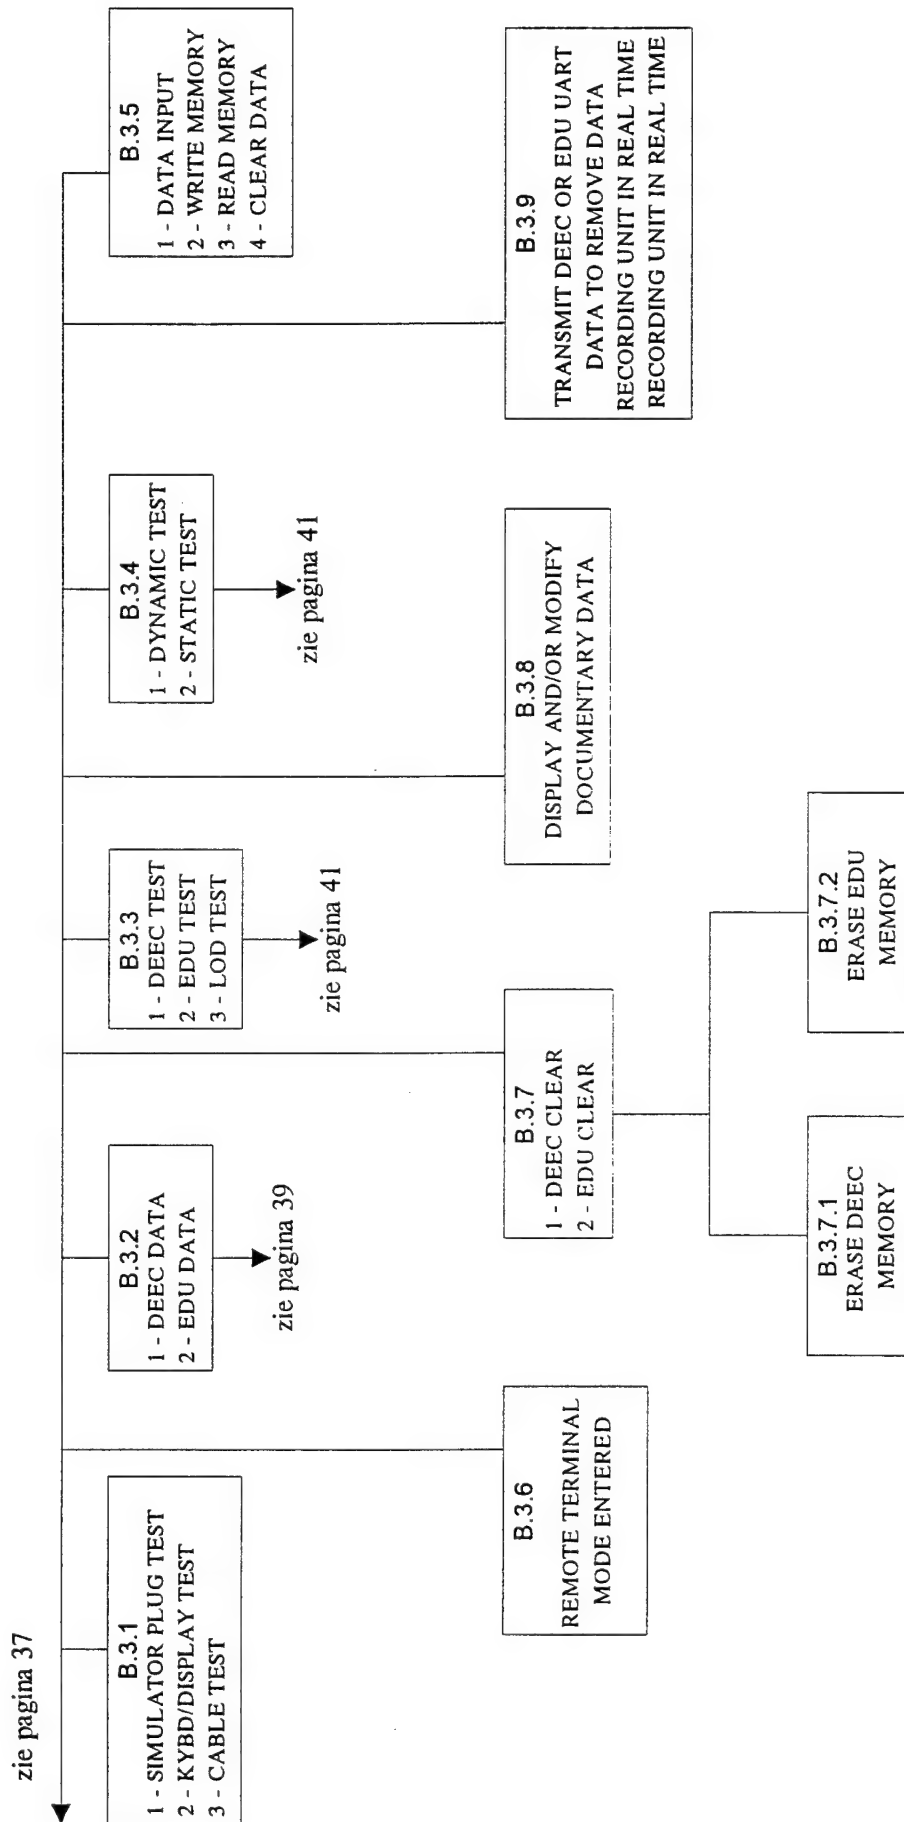 zie pagina 37
B.3.1
1 - SIMULATOR PLUG TEST
2 - KYBD/DISPLAY TEST
3 - CABLE TEST
B.3.2
1 - DEEC DATA
2 - EDU DATA
zie pagina 39
B.3.3
1 - DEEC TEST
2 - EDU TEST
3 - LOD TEST
zie pagina 41
B.3.4
1 - DYNAMIC TEST
2 - STATIC TEST
zie pagina 41
B.3.5
1 - DATA INPUT
2 - WRITE MEMORY
3 - READ MEMORY
4 - CLEAR DATA
B.3.6
REMOTE TERMINAL
MODE ENTERED
B.3.7
1 - DEEC CLEAR
2 - EDU CLEAR
B.3.8
DISPLAY AND/OR MODIFY
DOCUMENTARY DATA
B.3.9
TRANSMIT DEEC OR EDU UART
DATA TO REMOVE DATA
RECORDING UNIT IN REAL TIME
RECORDING UNIT IN REAL TIME
B.3.7.1
ERASE DEEC
MEMORY
B.3.7.2
ERASE EDU
MEMORY